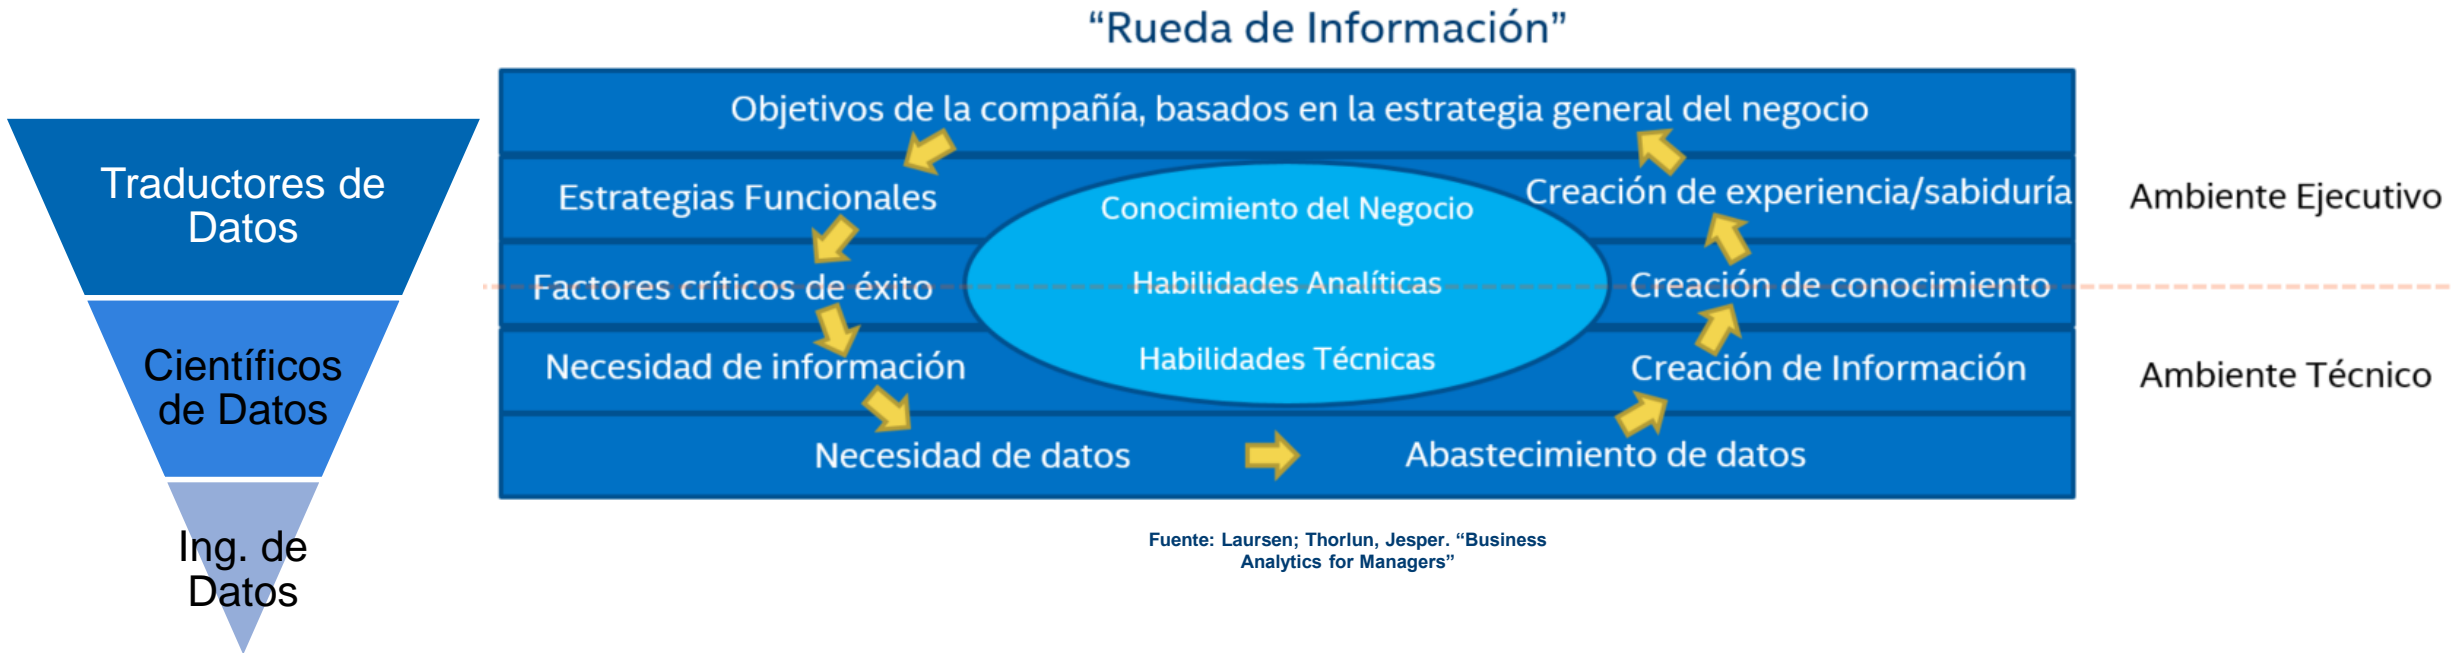 “Rueda de Información”
Traductores de
Datos
Científicos
de Datos
Ing. de
Datos
Objetivos de la compañía, basados en la estrategia general del negocio
Estrategias Funcionales
Factores críticos de éxito
Necesidad de información
Necesidad de datos
Conocimiento del Negocio
Habilidades Analíticas
Habilidades Técnicas
Abastecimiento de datos
Creación de Información
Creación de conocimiento
Creación de experiencia/sabiduría
Ambiente Ejecutivo
Ambiente Técnico
Fuente: Laursen; Thorlun, Jesper. “Business
Analytics for Managers”